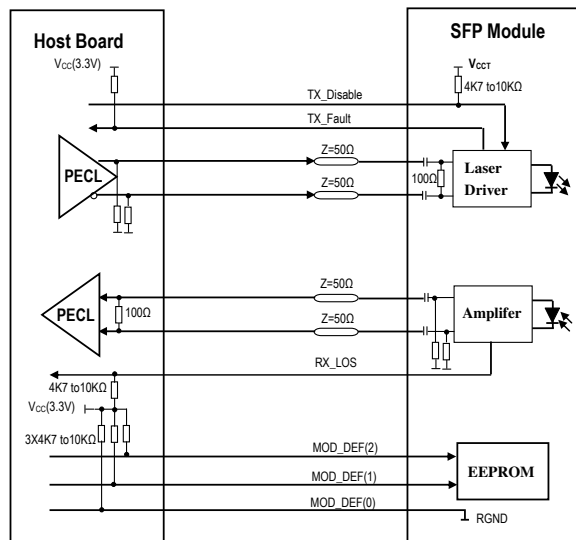 Host Board
SFP Module
VCC(3.3V)
VCCT
4K7 to10KΩ
TX_Disable
TX_Fault
PECL
Z=50Ω
Z=50Ω
100Ω
Laser
Driver
PECL
100Ω
Z=50Ω
Z=50Ω
Amplifer
RX_LOS
4K7 to10KΩ
VCC(3.3V)
3X4K7 to10KΩ
MOD_DEF(2)
MOD_DEF(1)
EEPROM
MOD_DEF(0)
RGND